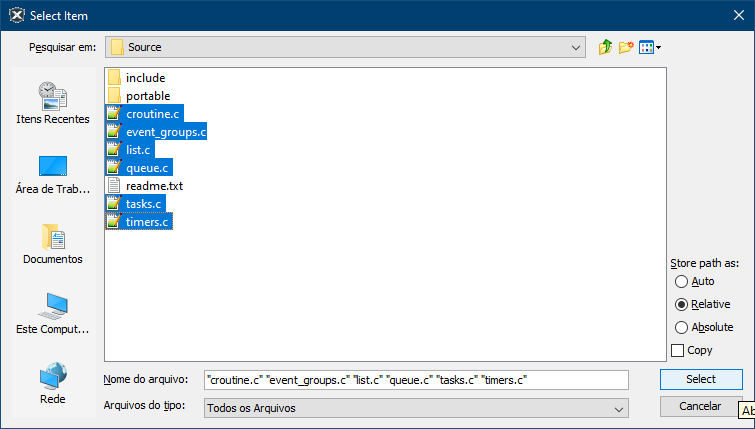 Select Item
Pesquisar em:
Source
Itens Recentes
Área de Trab...
Documentos
Este Comput...
Rede
include
portable
croutine.c
event_groups.c
list.c
queue.c
readme.txt
tasks.c
timers.c
Store path as:
Auto
Relative
Absolute
Copy
Nome do arquivo:
"croutine.c" "event_groups.c" "list.c" "queue.c" "tasks.c" "timers.c"
Select
Arquivos do tipo:
Todos os Arquivos
Cancelar
Ab